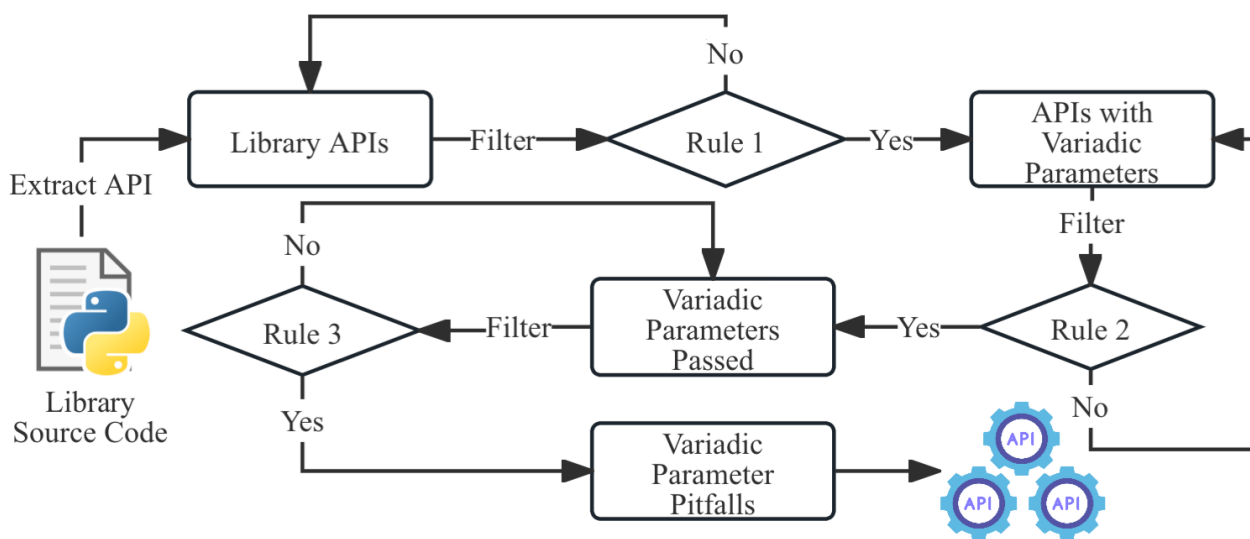 No
Library APIs
Filter
Rule 1
Yes
APIs with
Variadic
Parameters
Extract API
Filter
No
Rule 3
Filter
Variadic
Parameters
Passed
Yes
Rule 2
Library
Source Code
Yes
Variadic
Parameter
Pitfalls
No
API
API
API